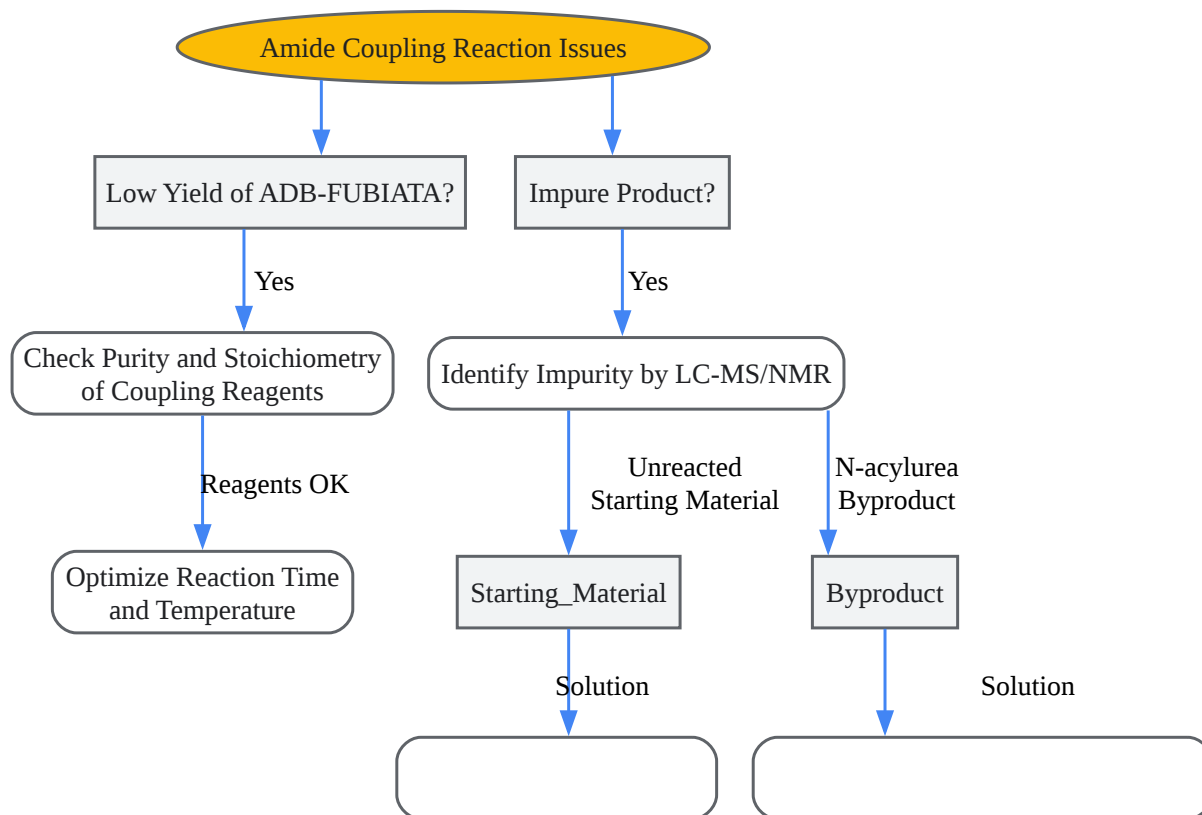 Amide Coupling Reaction Issues
Low Yield of ADB-FUBIATA?
Impure Product?
Yes
Yes
Check Purity and Stoichiometry
of Coupling Reagents
Identify Impurity by LC-MS/NMR
Reagents OK
Unreacted
Starting Material
N-acylurea
Byproduct
Optimize Reaction Time
and Temperature
Starting_Material
Byproduct
Solution
Solution